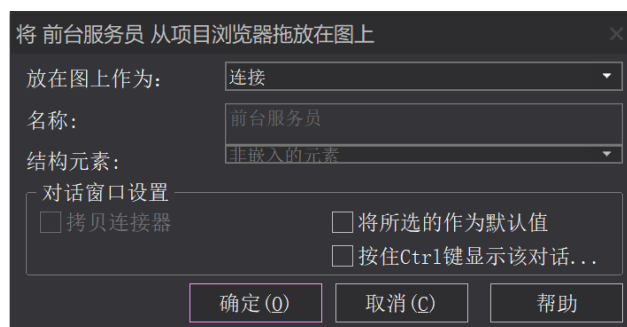 将 前台服务员 从项目浏览器拖放在图上
放在图上作为: 连接
名称: 前台服务员
结构元素: 非嵌入的元素
对话窗口设置
拷贝连接器 将所选的作为默认值
按住Ctrl键显示该对话...
确定(O) 取消(C) 帮助